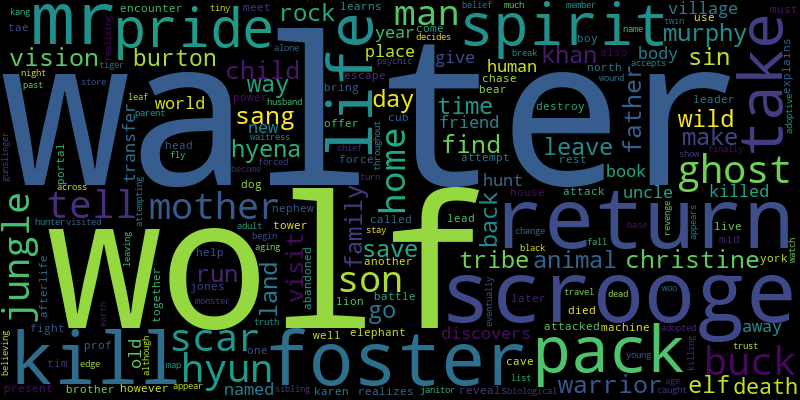 walter
wolf
mr
pride
spirit
man
rock
life
take
scrooge
return
foster
kill
pack
ghost
mother
tell
vision
burton
child
way
hyena
sang
day
place
world
transfer
new
home
time
friend
find
leave
father
make
wild
sin
khan
murphy
village
body
human
year
encounter
learns
tiny
meet
boy
name
member
much
belief
kang
tae
realizing
tiger
alone
night
past
store
leaf
parent
power
psychic
decides
break
also
twin
use
must
adoptive
explains
leader
accepts
north
wound
chase
bear
give
come
escape
bring
offer
cub
force
chief
throughout
turn
forced
husband
waitress
become
head
fly
portal
gunslinger
across
attempting
dog
destroy
attempt
rest
book
hunt
back
family
jungle
hunter
visited
leaving
nephew
adult
aging
tower
begin
visit
abandoned
called
stay
lead
house
attack
uncle
killed
live
mid
york
watch
appears
show
finally
revenge
base
change
black
fall
run
land
save
son
go
another
lion
battle
tribe
animal
christine
later
died
travel
dead
woo
adopted
killing
trust
away
machine
attacked
elephant
discovers
eventually
help
jones
monster
truth
together
afterlife
earth
fight
believing
tim
edge
prof
map
although
old
scar
hyun
named
one
well
cave
list
warrior
elf
death
buck
young
age
caught
present
brother
however
appear
sibling
karen
realizes
janitor
reveals
biological